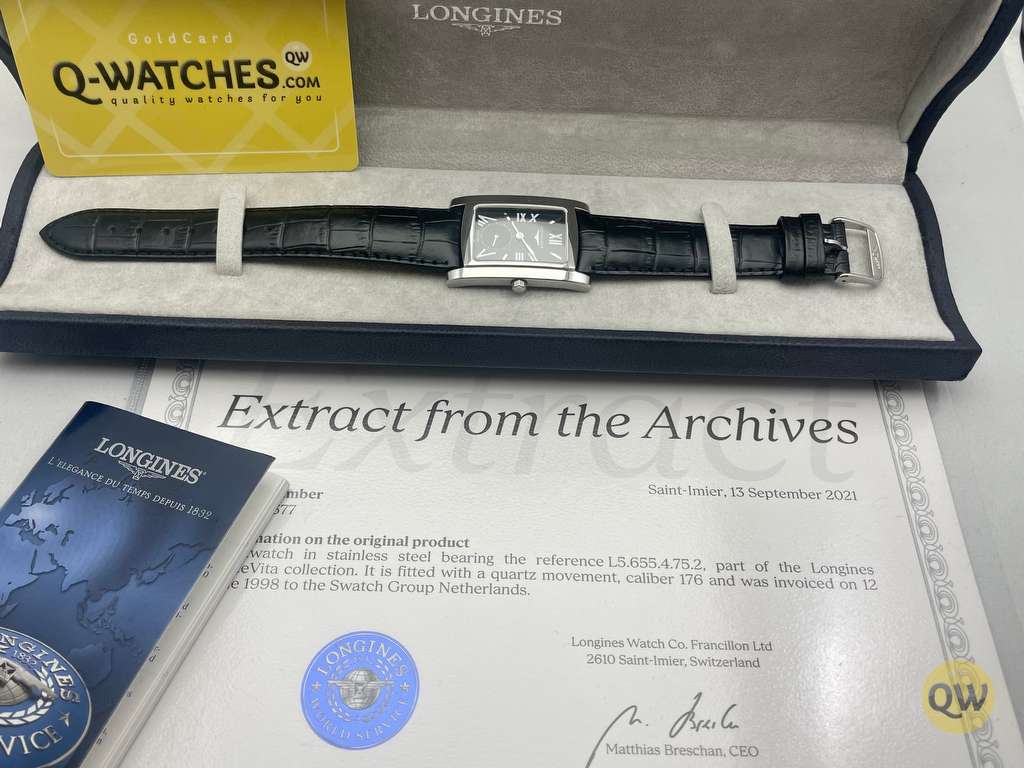 GoldCard
Q-WATCHES.COM
QW
quality watches for you
LONGINES
IX
XII
III
Extract from the Archives
LONGINES
L'ELEGANCE DU TEMPS DEPUIS 1832
Saint-Imier, 13 September 2021
377
on the original product
watch in stainless steel bearing the reference L5.655.4.75.2, part of the Longines
collection. It is fitted with a quartz movement, caliber 176 and was invoiced on 12
1998 to the Swatch Group Netherlands.
Longines Watch Co. Francillon Ltd
2610 Saint-Imier, Switzerland
LONGINES
WORLD SERVICE
1832
Matthias Breschan, CEO
QW